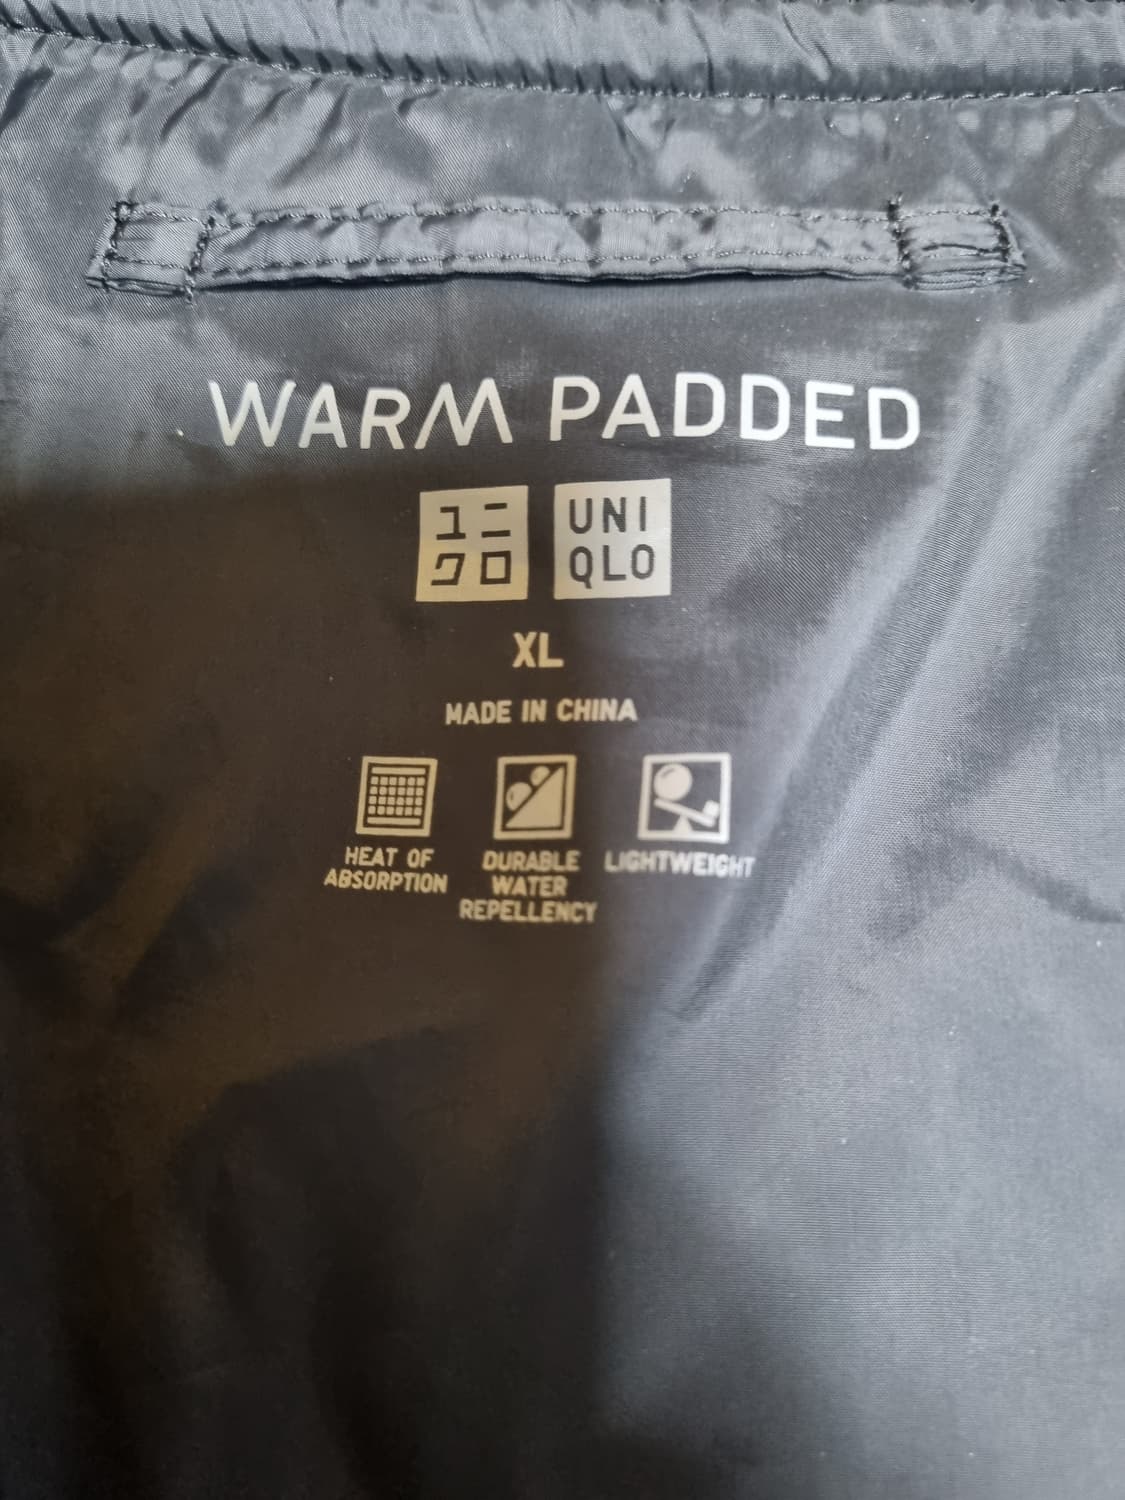 WARM PADDED
ユニ UNI
クロ QLO
XL
MADE IN CHINA
HEAT OF DURABLE LIGHTWEIGHT
ABSORPTION WATER
REPELLENCY